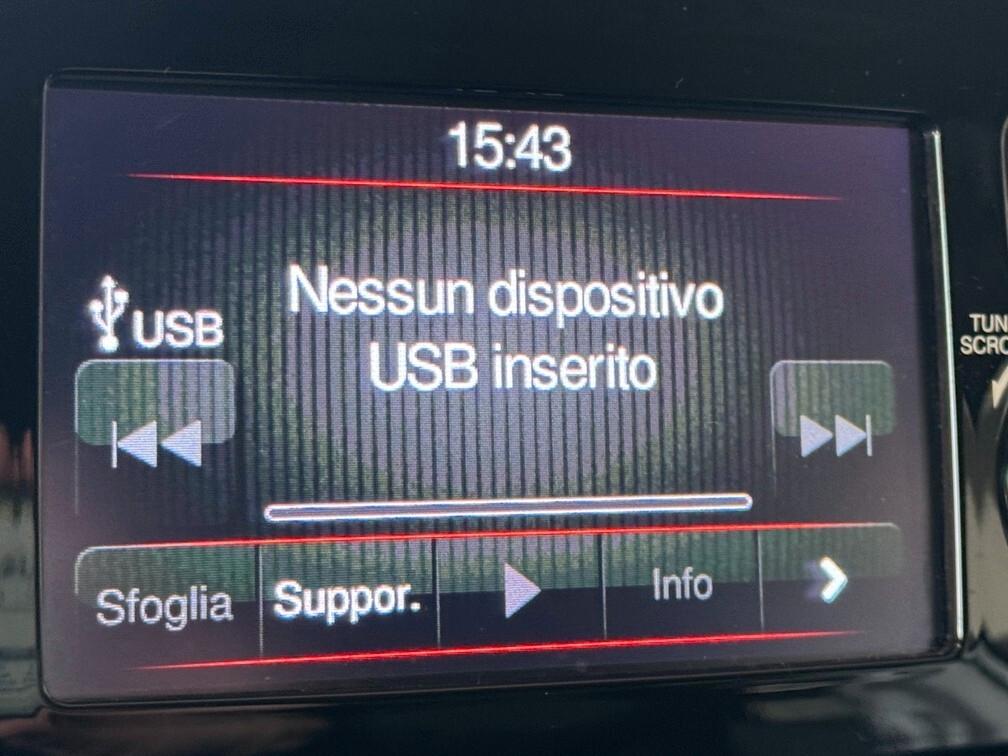 15:43
Nessun dispositivo
USB inserito
USB
Sfoglia
Suppor.
Info